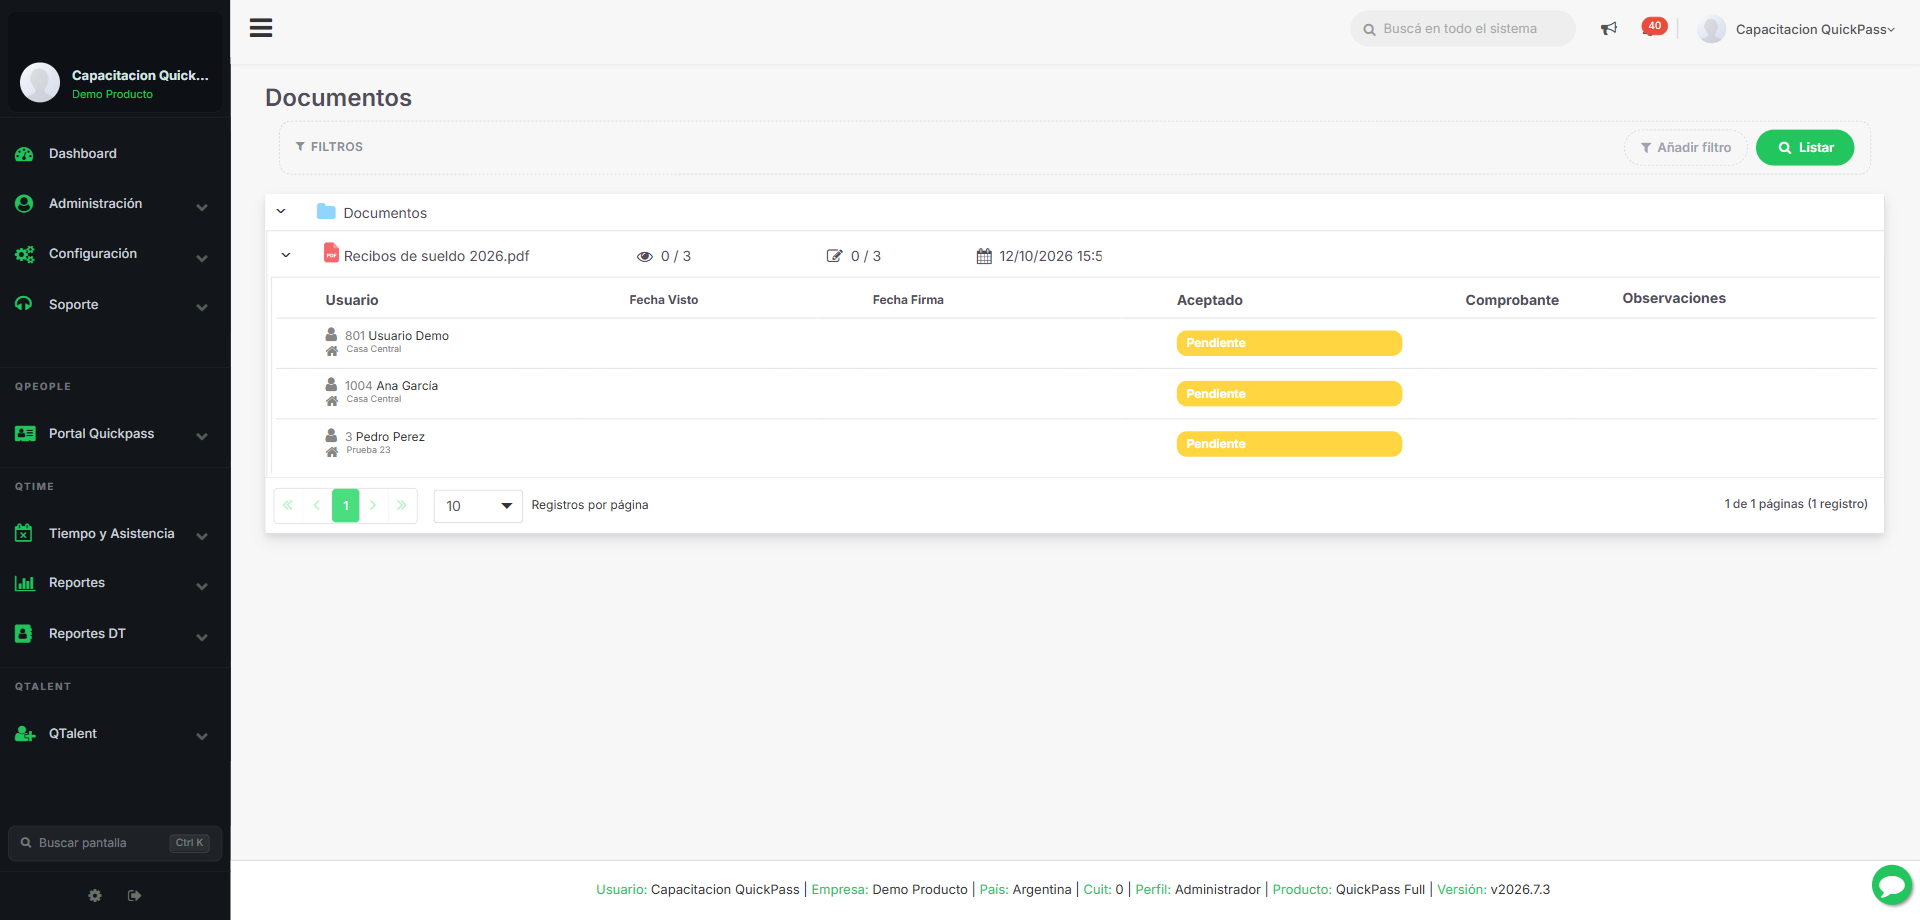 Capacitacion Quick...
Demo Producto
Dashboard
Administración
Configuración
Soporte
QPEOPLE
Portal Quickpass
QTIME
Tiempo y Asistencia
Reportes
Reportes DT
QTALENT
QTalent
Buscar pantalla
Ctrl K
Buscá en todo el sistema
40
Capacitacion QuickPass
Documentos
FILTROS
Añadir filtro
Listar
Documentos
Recibos de sueldo 2026.pdf
0 / 3
0 / 3
12/10/2026 15:5
Usuario
Fecha Visto
Fecha Firma
Aceptado
Comprobante
Observaciones
801 Usuario Demo
Casa Central
Pendiente
1004 Ana García
Casa Central
Pendiente
3 Pedro Perez
Prueba 23
Pendiente
1
10
Registros por página
1 de 1 páginas (1 registro)
Usuario: Capacitacion QuickPass | Empresa: Demo Producto | País: Argentina | Cuit: 0 | Perfil: Administrador | Producto: QuickPass Full | Versión: v2026.7.3